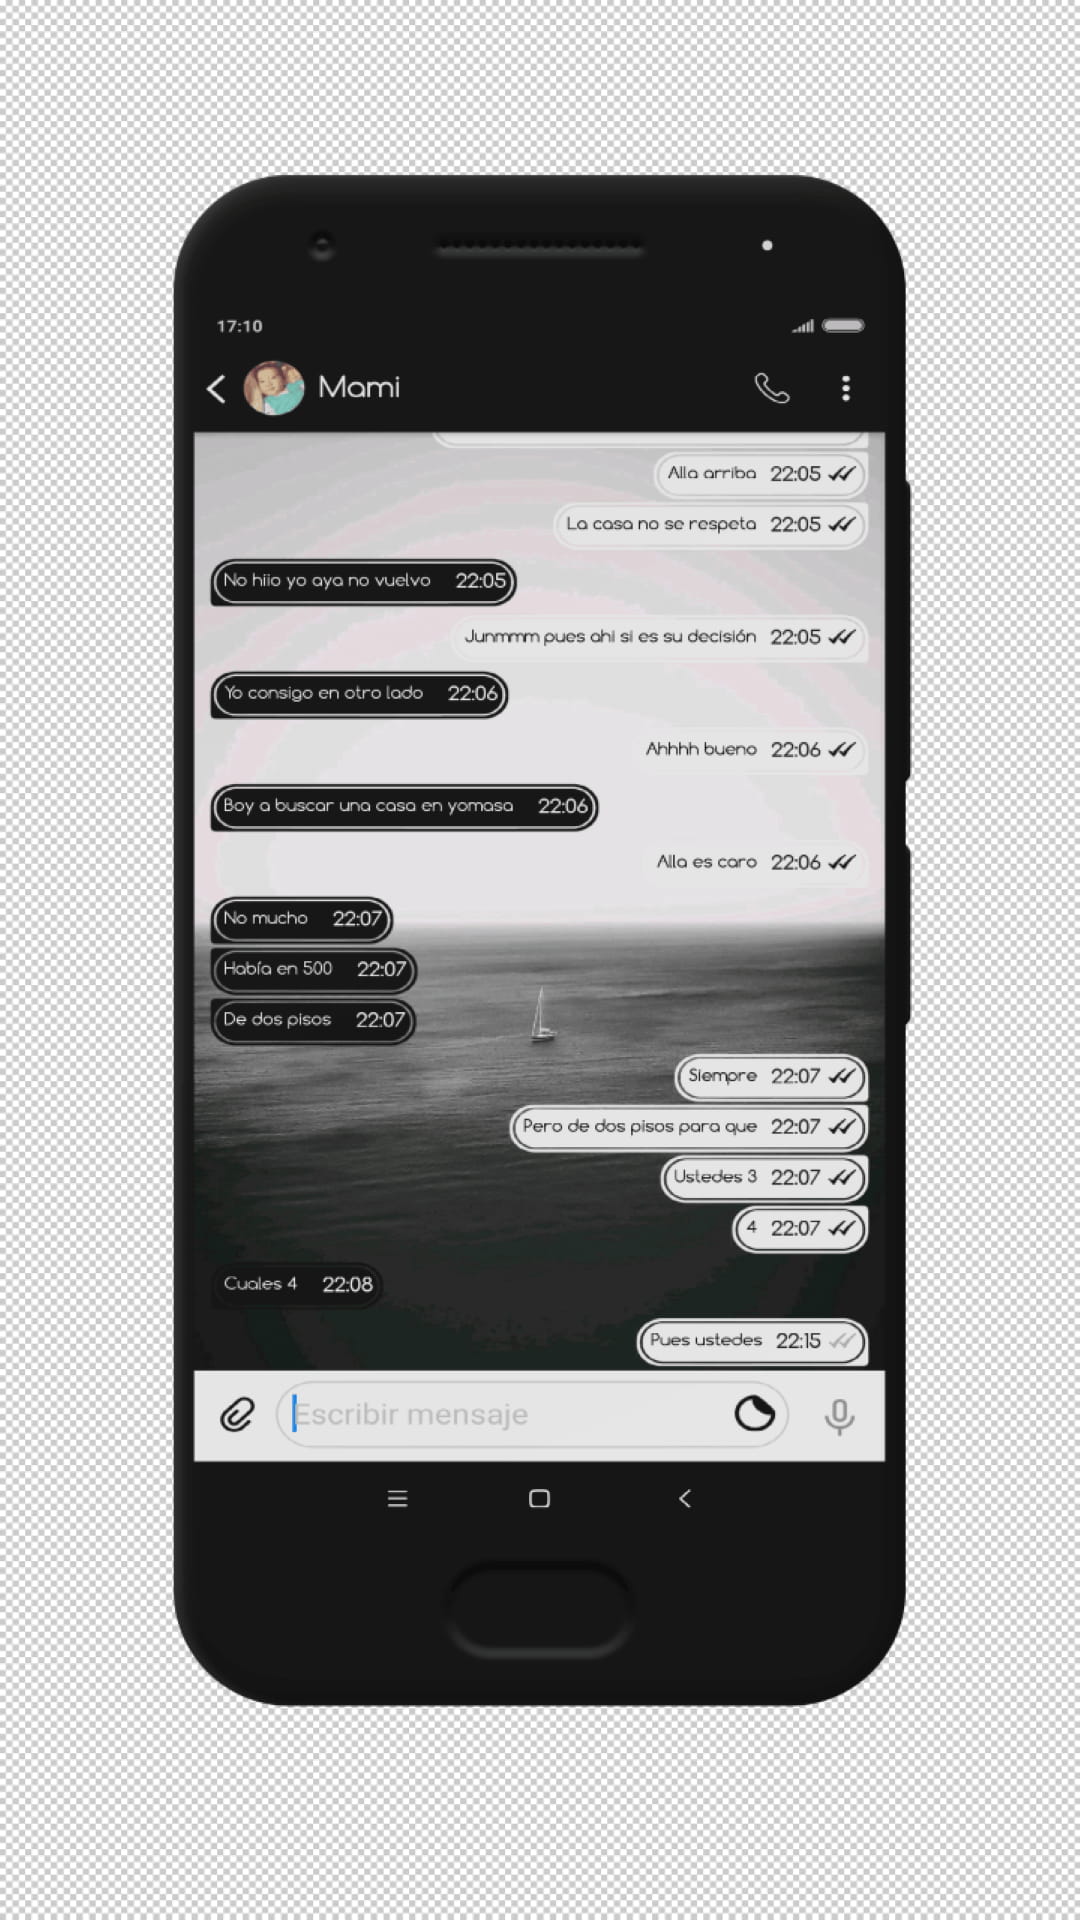 17:10
Mami
Alla arriba 22:05
La casa no se respeta 22:05
No hiio yo aya no vuelvo 22:05
Junmmm pues ahi si es su decisión 22:05
Yo consigo en otro lado 22:06
Ahhhh bueno 22:06
Boy a buscar una casa en yomasa 22:06
Alla es caro 22:06
No mucho 22:07
Había en 500 22:07
De dos pisos 22:07
Siempre 22:07
Pero de dos pisos para que 22:07
Ustedes 3 22:07
4 22:07
Cuales 4 22:08
Pues ustedes 22:15
Escribir mensaje